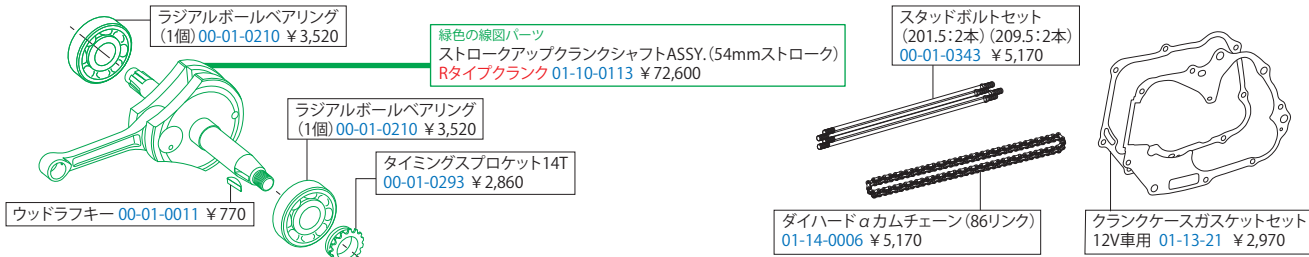 ラジアルボールベアリング
(1個) 00-01-0210 ¥3,520
緑色の線図パーツ
ストロークアップクランクシャフトASSY.(54mmストローク)
Rタイプクランク 01-10-0113 ¥72,600
スタッドボルトセット
(201.5:2本) (209.5:2本)
00-01-0343 ¥5,170
ラジアルボールベアリング
(1個) 00-01-0210 ¥3,520
タイミングスプロケット14T
00-01-0293 ¥2,860
ウッドラフキー 00-01-0011 ¥770
ダイハードαカムチェーン(86リンク)
01-14-0006 ¥5,170
クランクケースガスケットセット
12V車用 01-13-21 ¥2,970